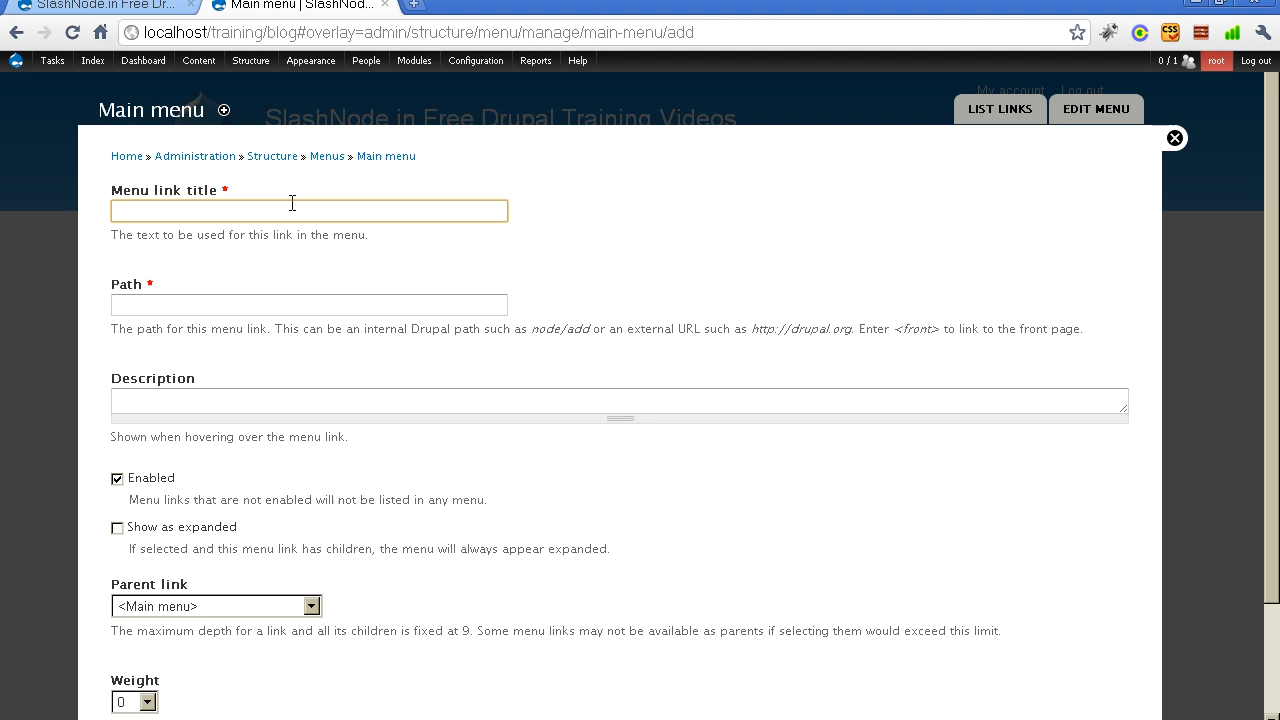 SlashNode in Free Dr...
Main menu | SlashNod...
localhost/training/blog#overlay=admin/structure/menu/manage/main-menu/add
Tasks Index Dashboard Content Structure Appearance People Modules Configuration Reports Help 0 / 1 root Log out
My account Log out
Main menu
SlashNode in Free Drupal Training Videos
LIST LINKS EDIT MENU
Home » Administration » Structure » Menus » Main menu
Menu link title *
The text to be used for this link in the menu.
Path *
The path for this menu link. This can be an internal Drupal path such as node/add or an external URL such as http://drupal.org. Enter <front> to link to the front page.
Description
Shown when hovering over the menu link.
Enabled
Menu links that are not enabled will not be listed in any menu.
Show as expanded
If selected and this menu link has children, the menu will always appear expanded.
Parent link
<Main menu>
The maximum depth for a link and all its children is fixed at 9. Some menu links may not be available as parents if selecting them would exceed this limit.
Weight
0